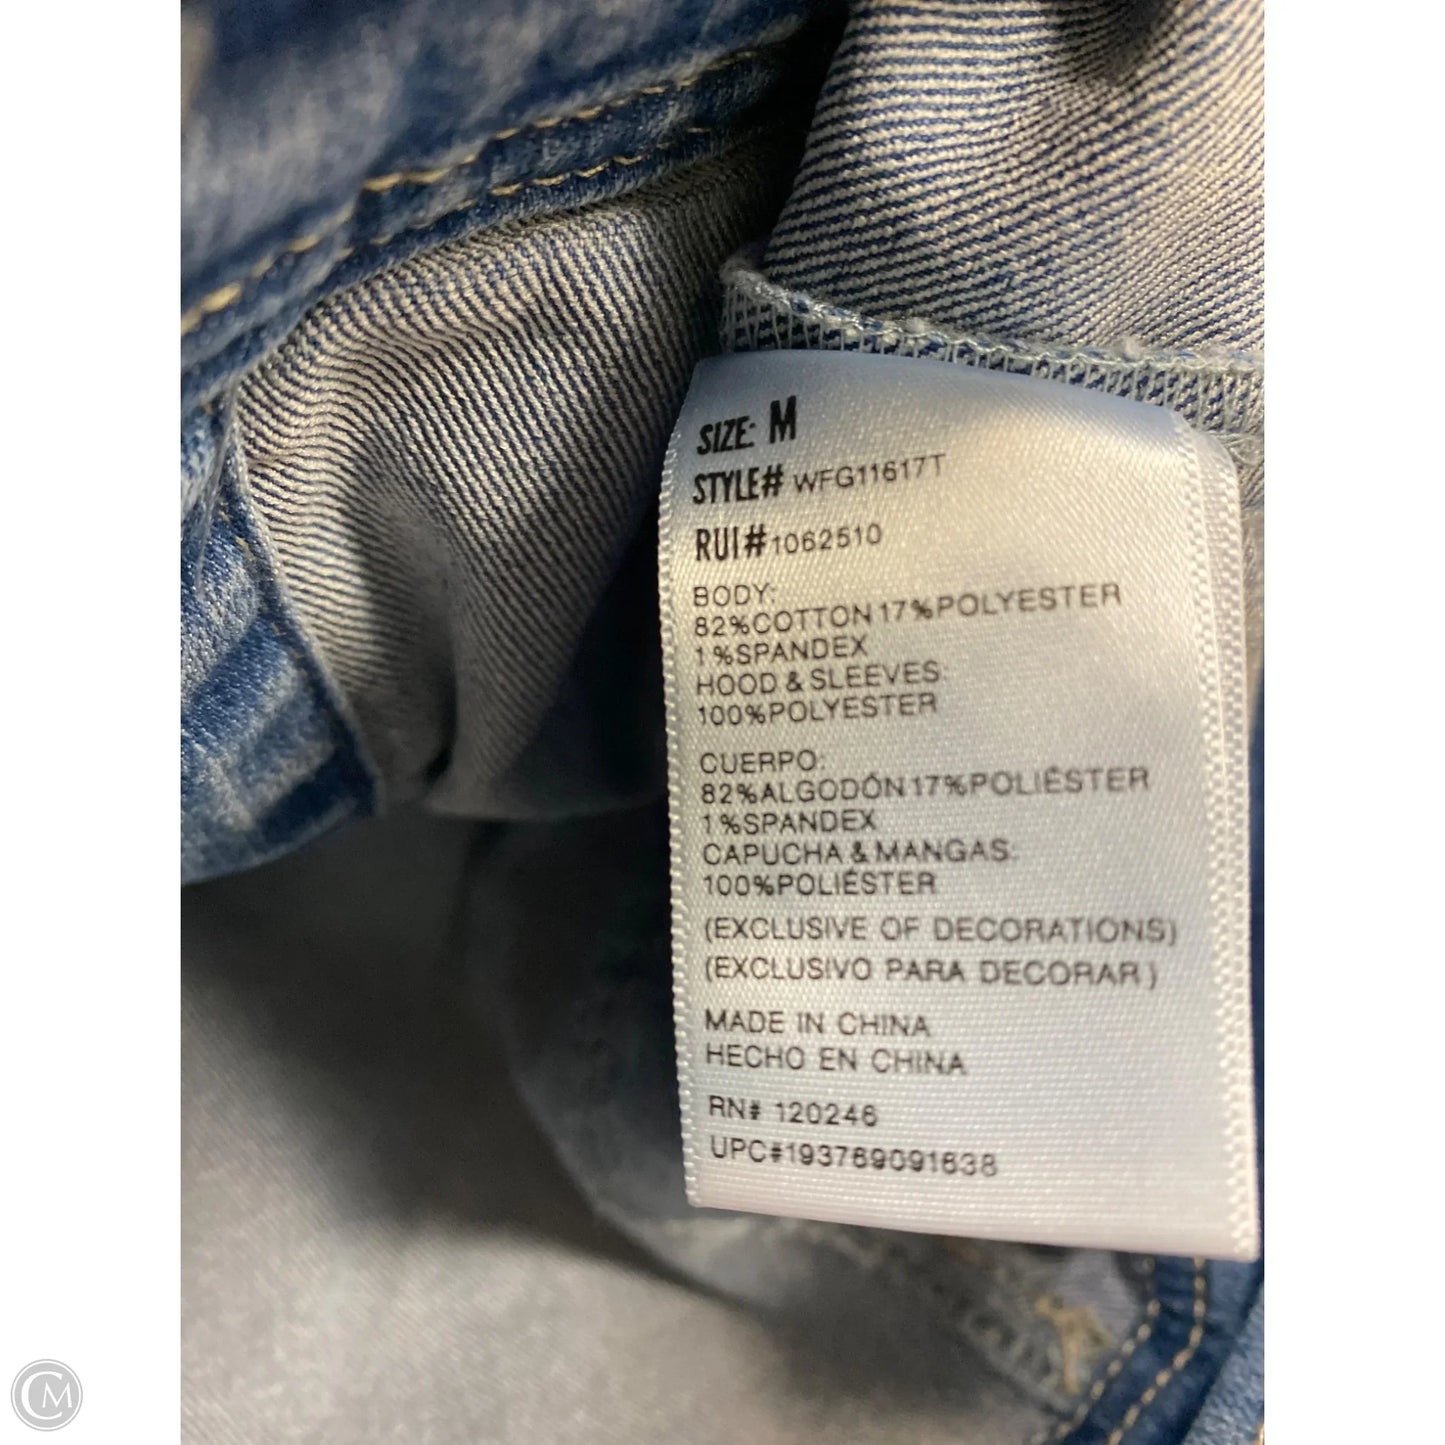 SIZE: M
STYLE# WFG11617T
RUI# 1062510
BODY:
82%COTTON 17%POLYESTER
1%SPANDEX
HOOD & SLEEVES:
100%POLYESTER
CUERPO:
82%ALGODÓN 17%POLIÉSTER
1%SPANDEX
CAPUCHA & MANGAS:
100%POLIÉSTER
(EXCLUSIVE OF DECORATIONS)
(EXCLUSIVO PARA DECORAR)
MADE IN CHINA
HECHO EN CHINA
RN# 120246
UPC#193769091638
CM